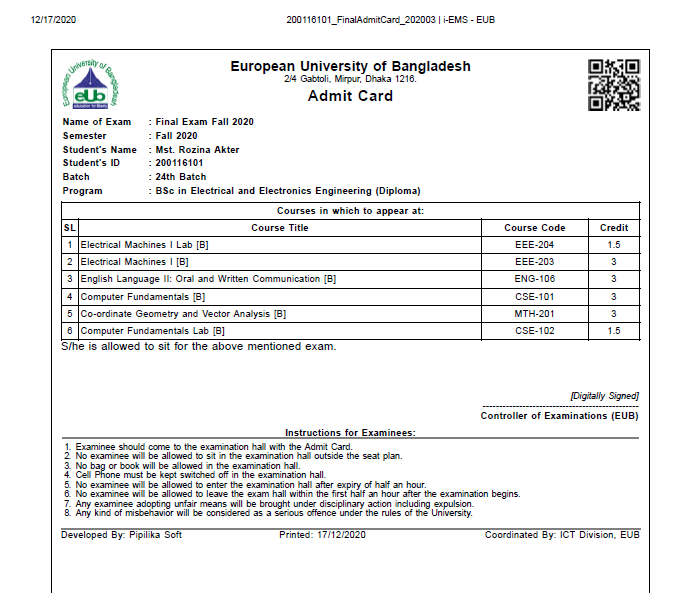 12/17/2020 200116101_FinalAdmitCard_202003 | i-EMS - EUB
European University of Bangladesh
2/4 Gabtoli, Mirpur, Dhaka 1216.
Admit Card
European University of Bangladesh
eUb
education for liberty
Name of Exam : Final Exam Fall 2020
Semester : Fall 2020
Student's Name : Mst. Rozina Akter
Student's ID : 200116101
Batch : 24th Batch
Program : BSc in Electrical and Electronics Engineering (Diploma)
Courses in which to appear at:
SL Course Title Course Code Credit
1 Electrical Machines I Lab [B] EEE-204 1.5
2 Electrical Machines I [B] EEE-203 3
3 English Language II: Oral and Written Communication [B] ENG-106 3
4 Computer Fundamentals [B] CSE-101 3
5 Co-ordinate Geometry and Vector Analysis [B] MTH-201 3
6 Computer Fundamentals Lab [B] CSE-102 1.5
S/he is allowed to sit for the above mentioned exam.
[Digitally Signed]
Controller of Examinations (EUB)
Instructions for Examinees:
1. Examinee should come to the examination hall with the Admit Card.
2. No examinee will be allowed to sit in the examination hall outside the seat plan.
3. No bag or book will be allowed in the examination hall.
4. Cell Phone must be kept switched off in the examination hall.
5. No examinee will be allowed to enter the examination hall after expiry of half an hour.
6. No examinee will be allowed to leave the exam hall within the first half an hour after the examination begins.
7. Any examinee adopting unfair means will be brought under disciplinary action including expulsion.
8. Any kind of misbehavior will be considered as a serious offence under the rules of the University.
Developed By: Pipilika Soft Printed: 17/12/2020 Coordinated By: ICT Division, EUB